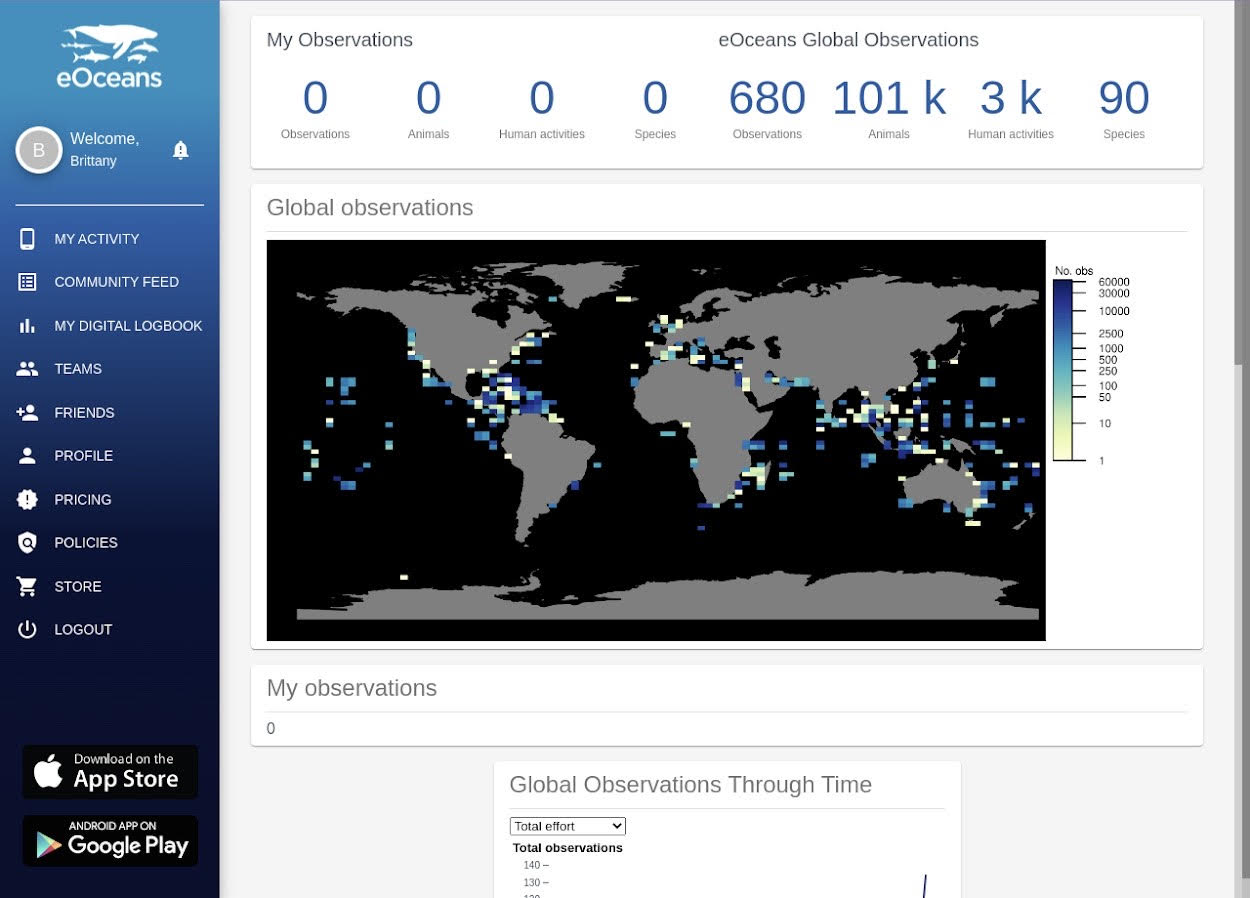 eOceans
B
Welcome,
Brittany
MY ACTIVITY
COMMUNITY FEED
MY DIGITAL LOGBOOK
TEAMS
FRIENDS
PROFILE
PRICING
POLICIES
STORE
LOGOUT
Download on the
App Store
ANDROID APP ON
Google Play
My Observations
0 0 0 0
Observations Animals Human activities Species
eOceans Global Observations
680 101 k 3 k 90
Observations Animals Human activities Species
Global observations
No. obs
60000
30000
10000
2500
1000
500
250
100
50
10
1
My observations
0
Global Observations Through Time
Total effort
Total observations
140
130